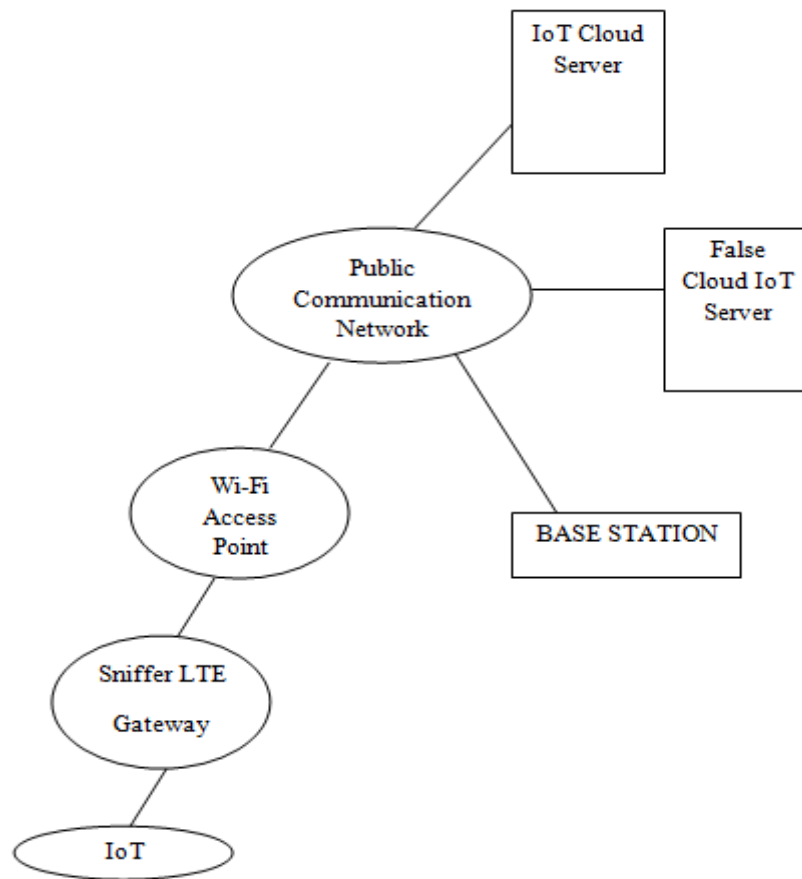 IoT Cloud
Server
Public
Communication
Network
False
Cloud IoT
Server
Wi-Fi
Access
Point
BASE STATION
Sniffer LTE
Gateway
IoT